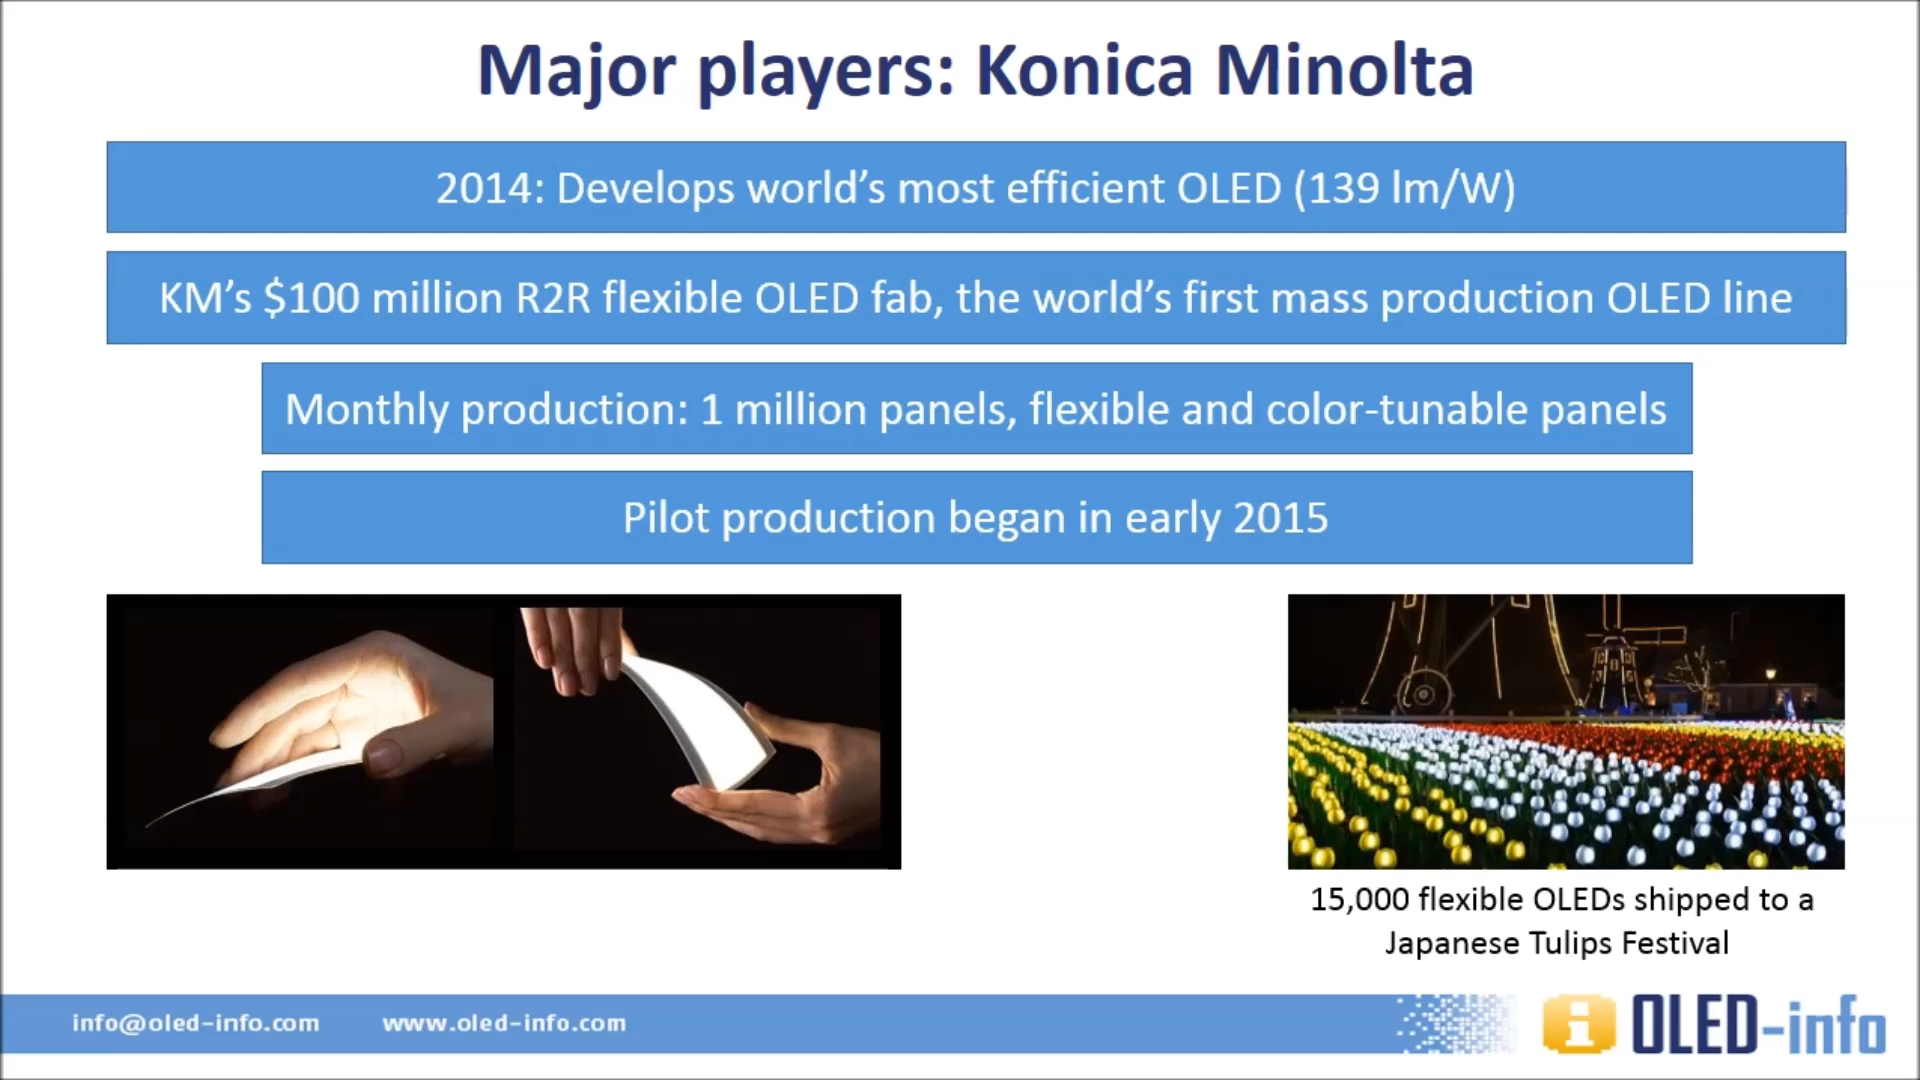 Major players: Konica Minolta
2014: Develops world’s most efficient OLED (139 lm/W)
KM’s $100 million R2R flexible OLED fab, the world’s first mass production OLED line
Monthly production: 1 million panels, flexible and color-tunable panels
Pilot production began in early 2015
15,000 flexible OLEDs shipped to a
Japanese Tulips Festival
info@oled-info.com www.oled-info.com
i OLED-info